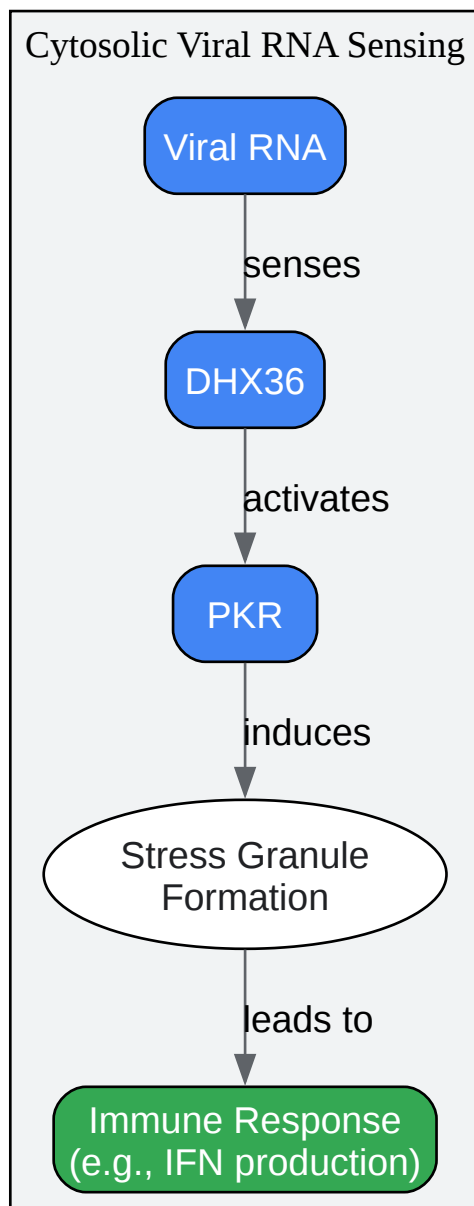 Cytosolic Viral RNA Sensing
Viral RNA
senses
DHX36
activates
PKR
induces
Stress Granule
Formation
leads to
Immune Response
(e.g., IFN production)